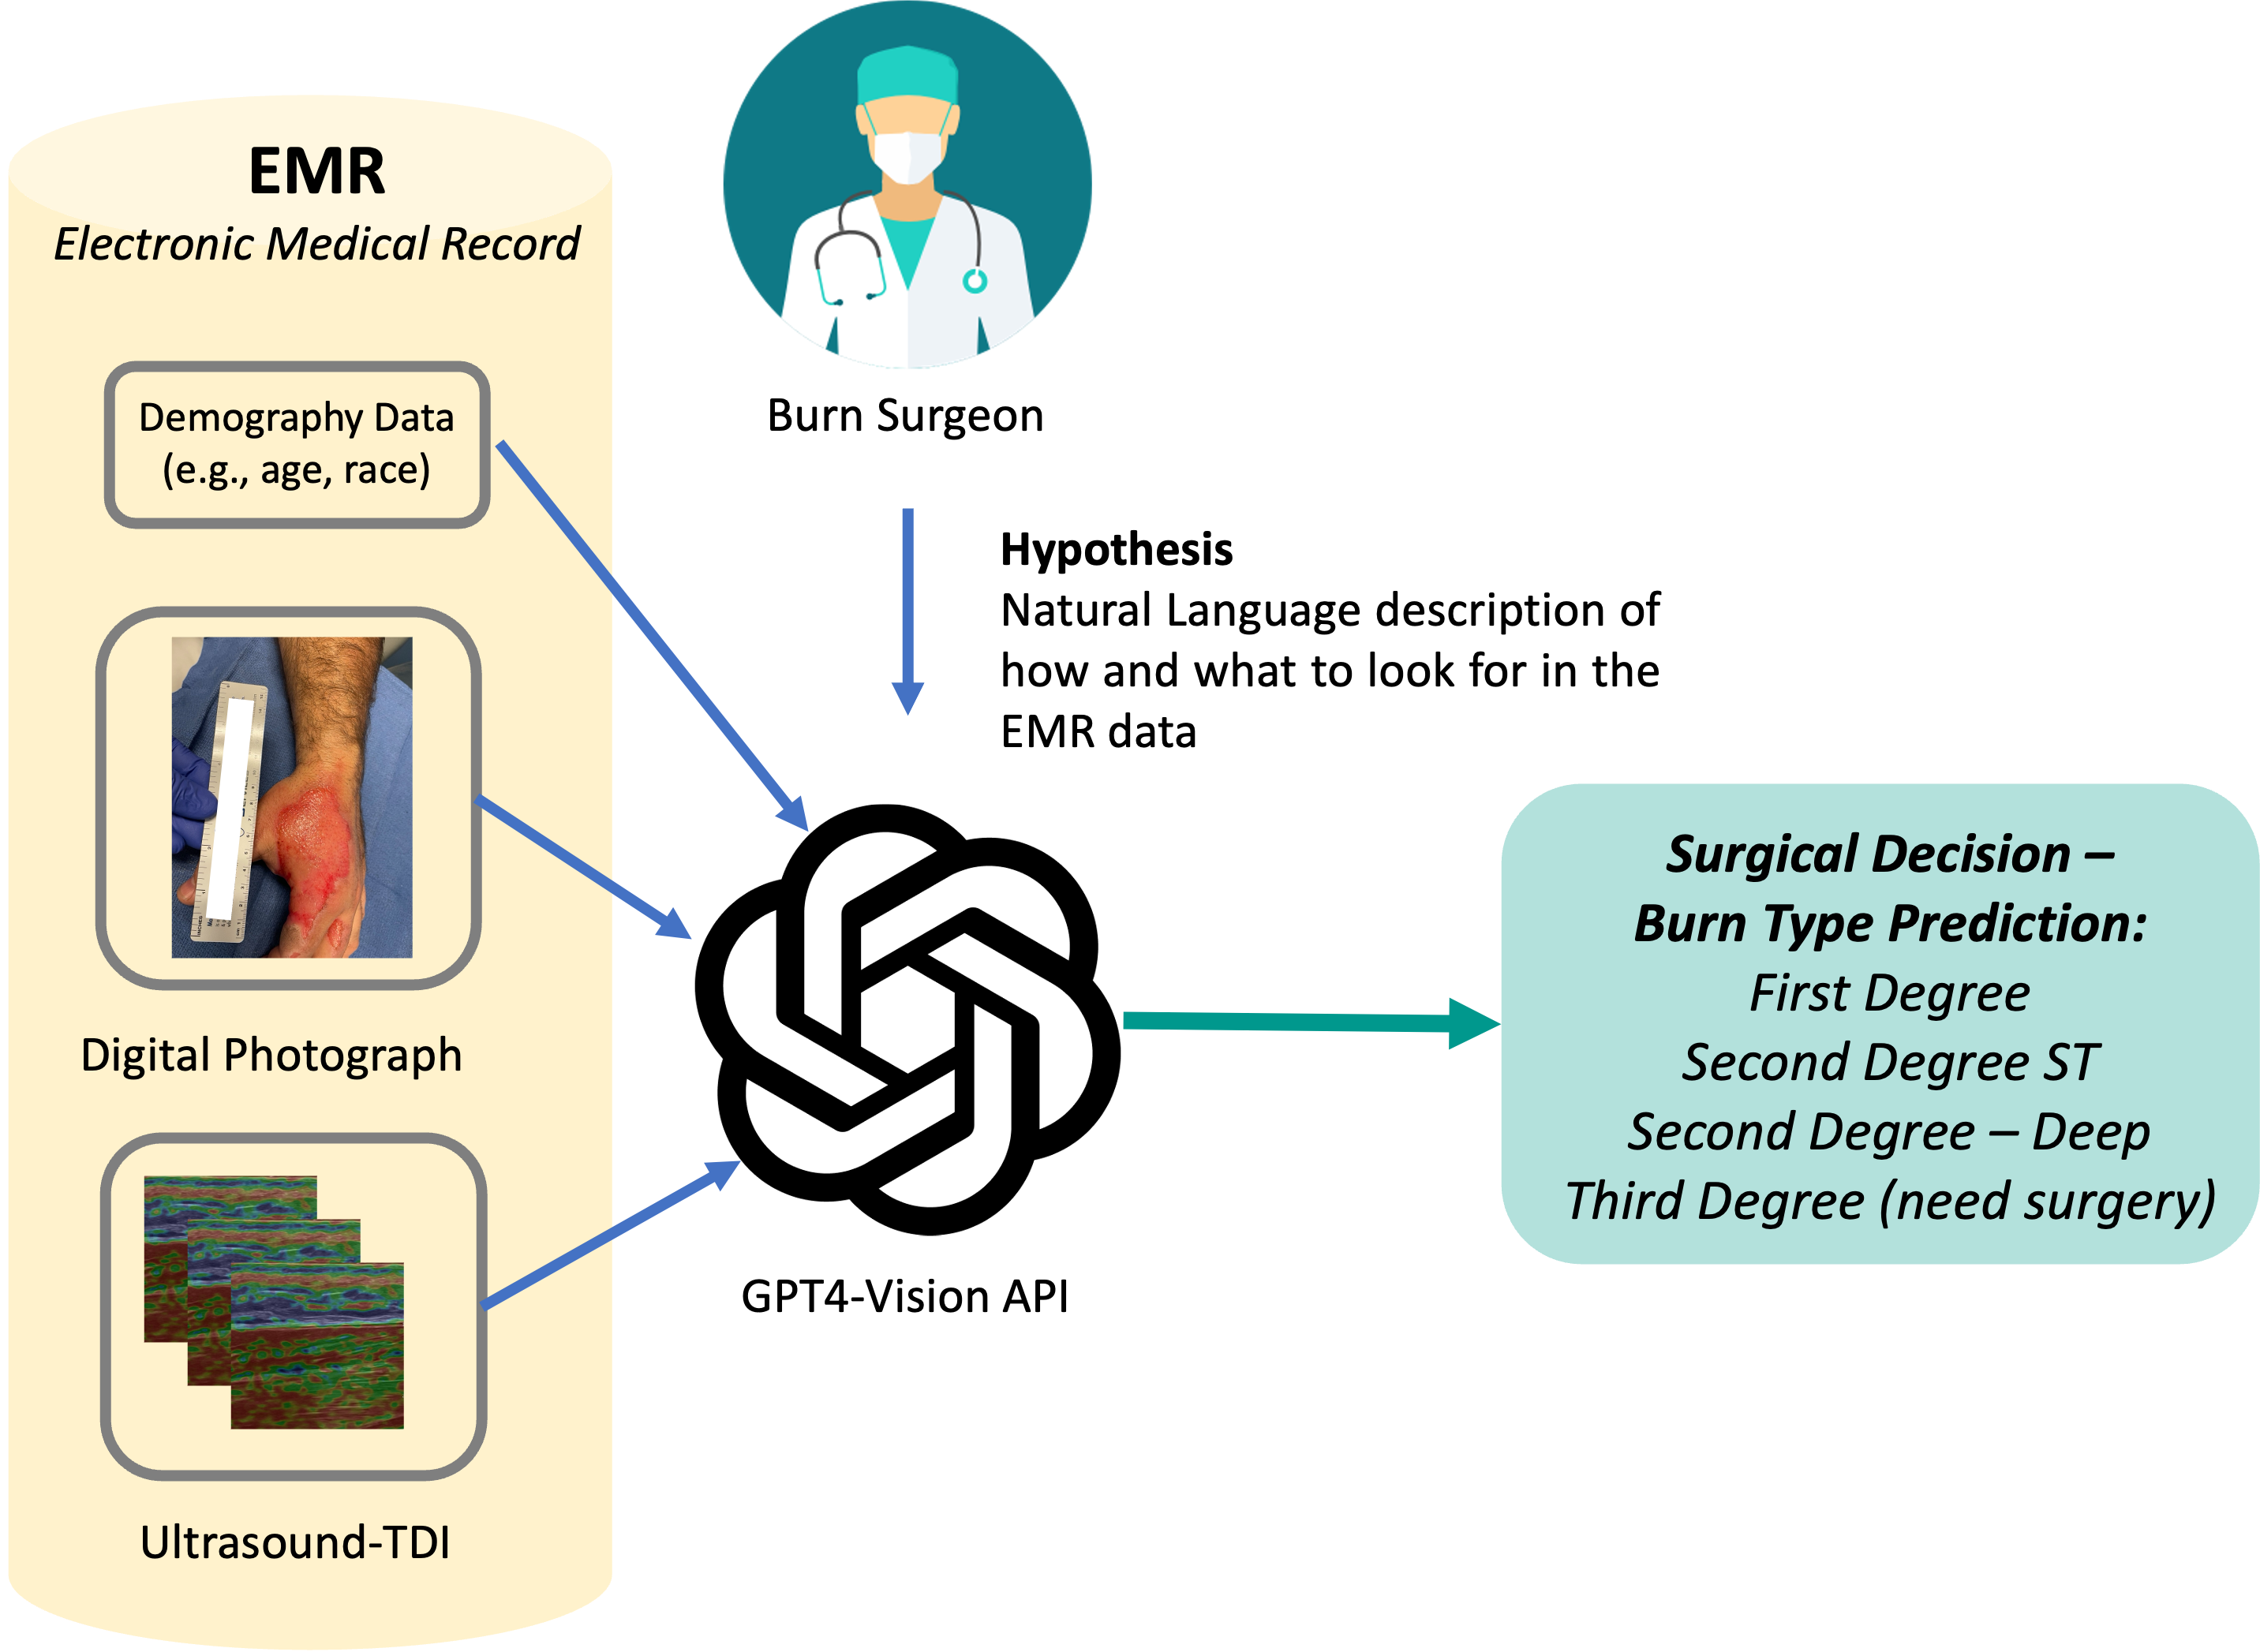 EMR
Electronic Medical Record
Demography Data
(e.g., age, race)
Digital Photograph
Ultrasound-TDI
Burn Surgeon
Hypothesis
Natural Language description of
how and what to look for in the
EMR data
GPT4-Vision API
Surgical Decision –
Burn Type Prediction:
First Degree
Second Degree ST
Second Degree – Deep
Third Degree (need surgery)